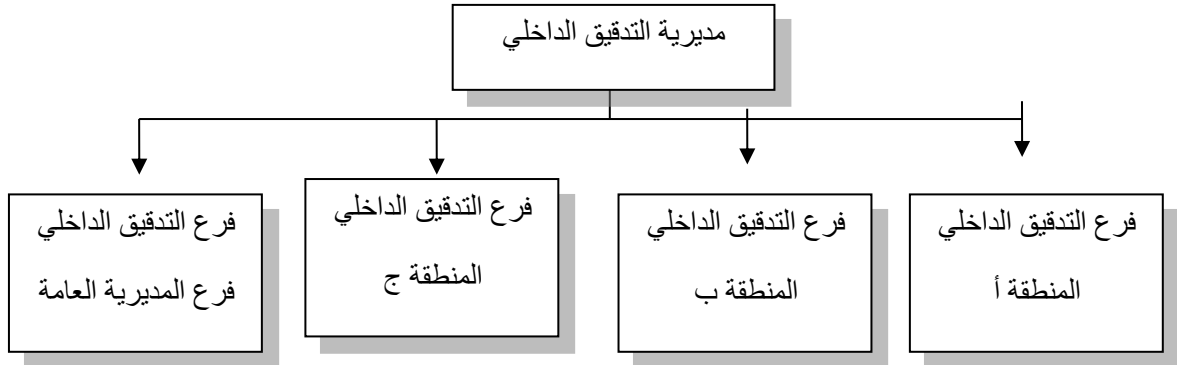 مديرية التدقيق الداخلي
فرع التدقيق الداخلي
المنطقة أ
فرع التدقيق الداخلي
المنطقة ب
فرع التدقيق الداخلي
المنطقة ج
فرع التدقيق الداخلي
فرع المديرية العامة